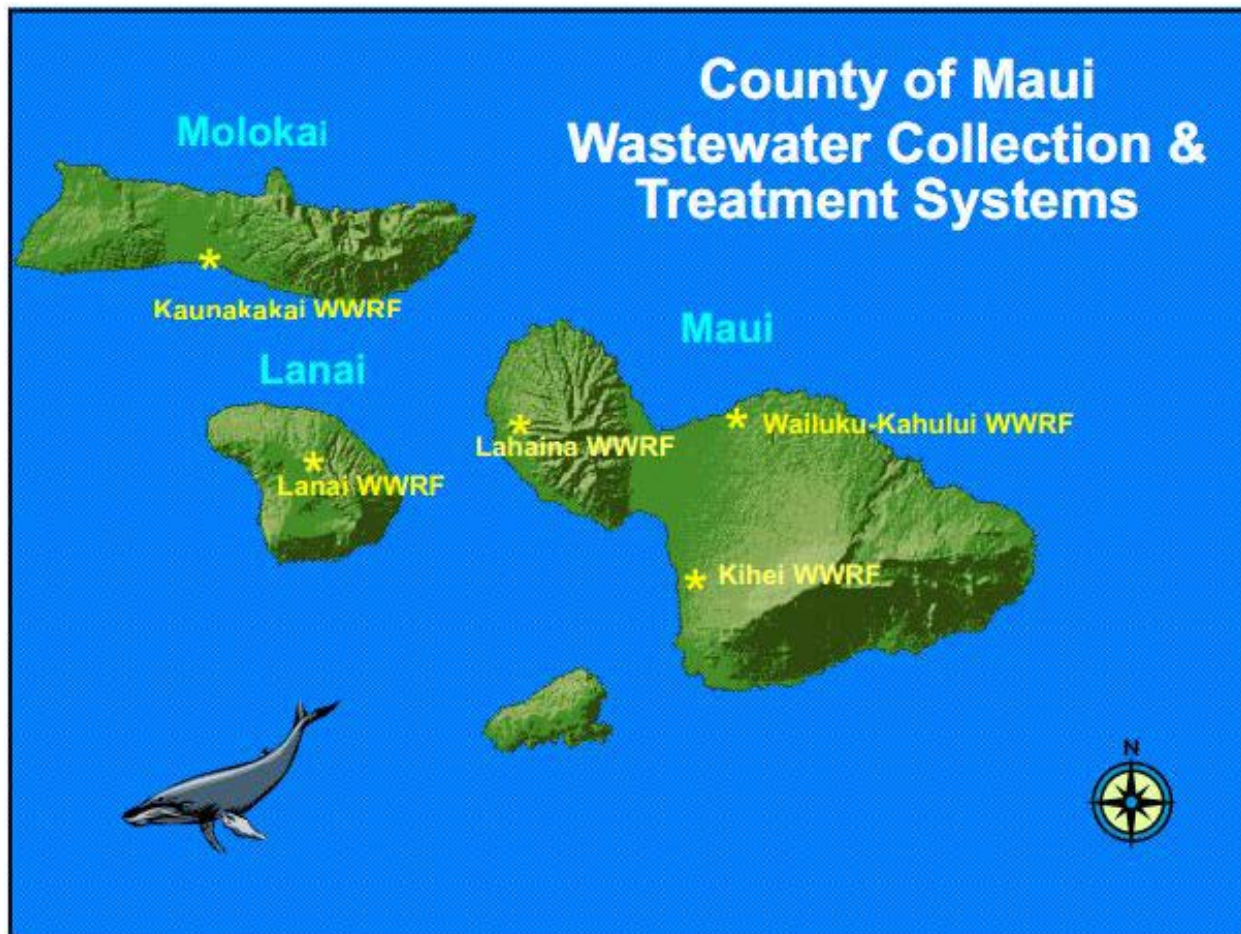 County of Maui
Wastewater Collection &
Treatment Systems
Molokai
Kaunakakai WWRF
Maui
Lanai
Wailuku-Kahului WWRF
Lahaina WWRF
Lanai WWRF
Kihei WWRF
N